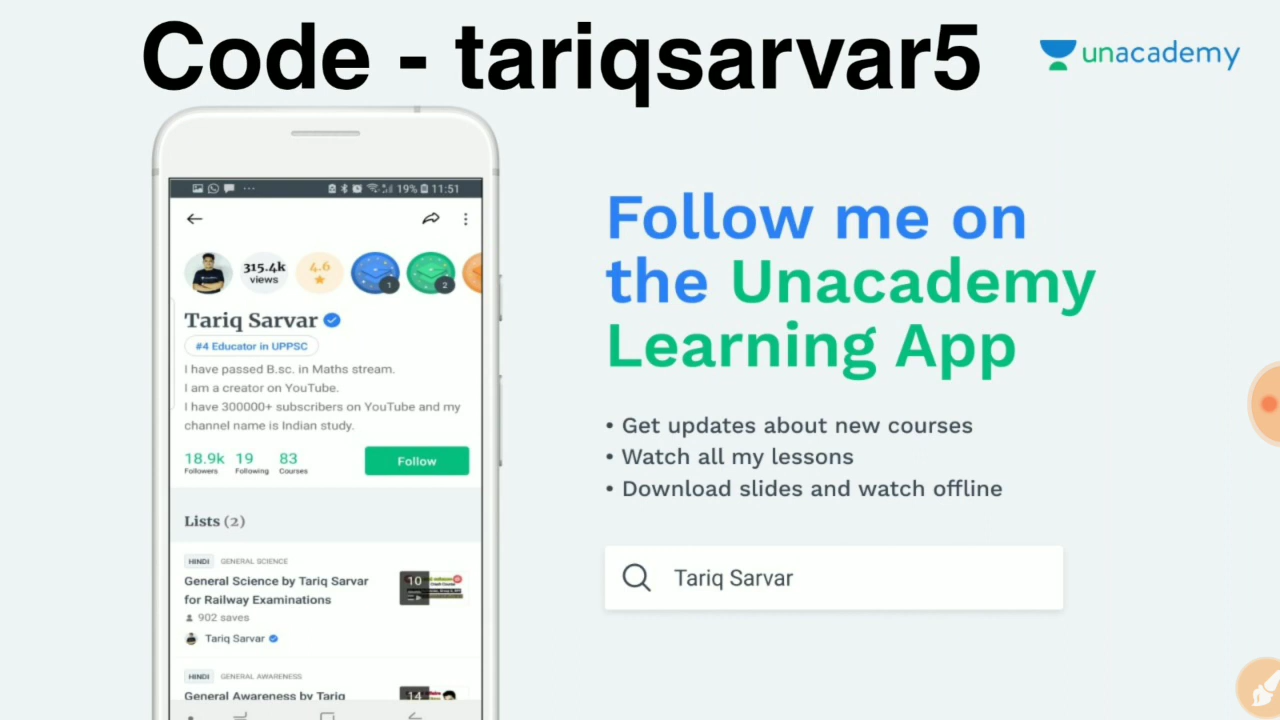 Code - tariqsarvar5
unacademy
19% 11:51
315.4k
views
4.6
1
2
Tariq Sarvar
#4 Educator in UPPSC
I have passed B.sc. in Maths stream.
I am a creator on YouTube.
I have 300000+ subscribers on YouTube and my
channel name is Indian study.
18.9k 19 83
Followers Following Courses
Follow
Lists (2)
HINDI GENERAL SCIENCE
General Science by Tariq Sarvar
for Railway Examinations
10
902 saves
Tariq Sarvar
HINDI GENERAL AWARENESS
General Awareness by Tariq
14
Follow me on
the Unacademy
Learning App
• Get updates about new courses
• Watch all my lessons
• Download slides and watch offline
Tariq Sarvar